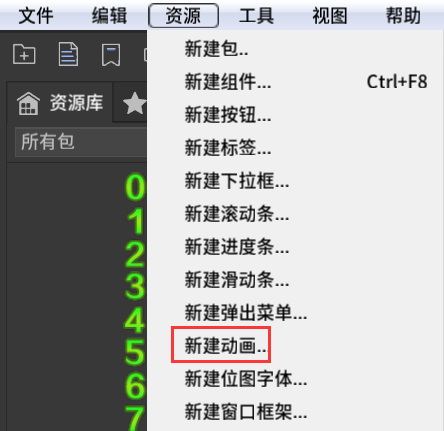 文件 编辑 资源 工具 视图 帮助
新建包..
新建组件... Ctrl+F8
资源库
新建按钮...
所有包
新建标签...
0 新建下拉框...
1 新建滚动条...
2 新建进度条...
3 新建滑动条...
4 新建弹出菜单...
5 新建动画...
6 新建位图字体...
7 新建窗口框架...